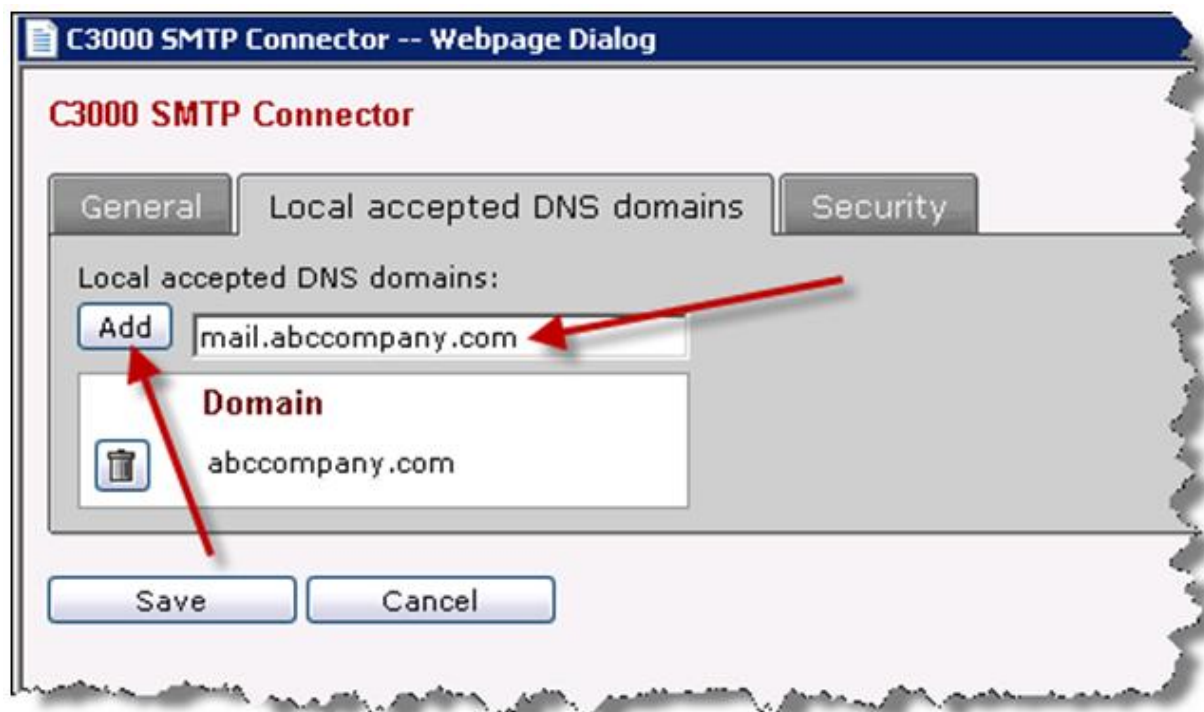 C3000 SMTP Connector -- Webpage Dialog
C3000 SMTP Connector
General Local accepted DNS domains Security
Local accepted DNS domains:
Add mail.abccompany.com
Domain
abccompany.com
Save Cancel